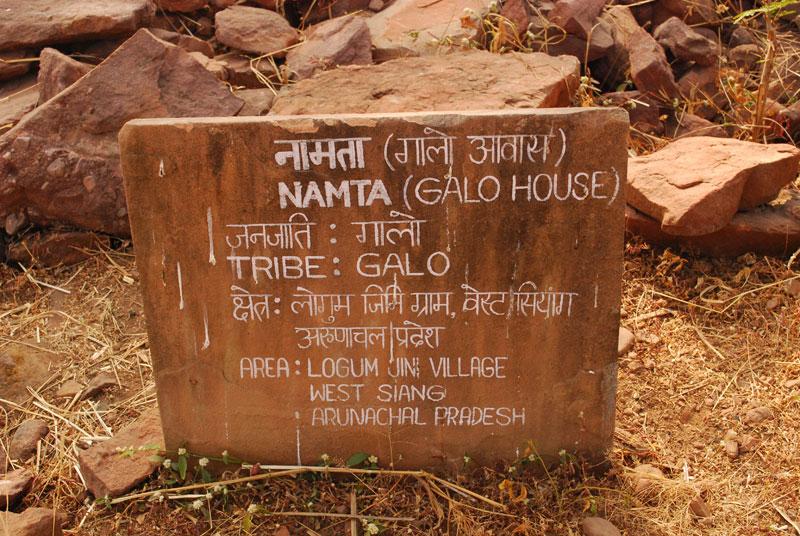 नामता (गालो आवास)
NAMTA (GALO HOUSE)
जनजाति : गालो
TRIBE : GALO
क्षेत्र : लोगुम जिनि ग्राम, वेस्ट सियांग
अरुणाचल प्रदेश
AREA : LOGUM JINI VILLAGE
WEST SIANG
: ARUNACHAL PRADESH